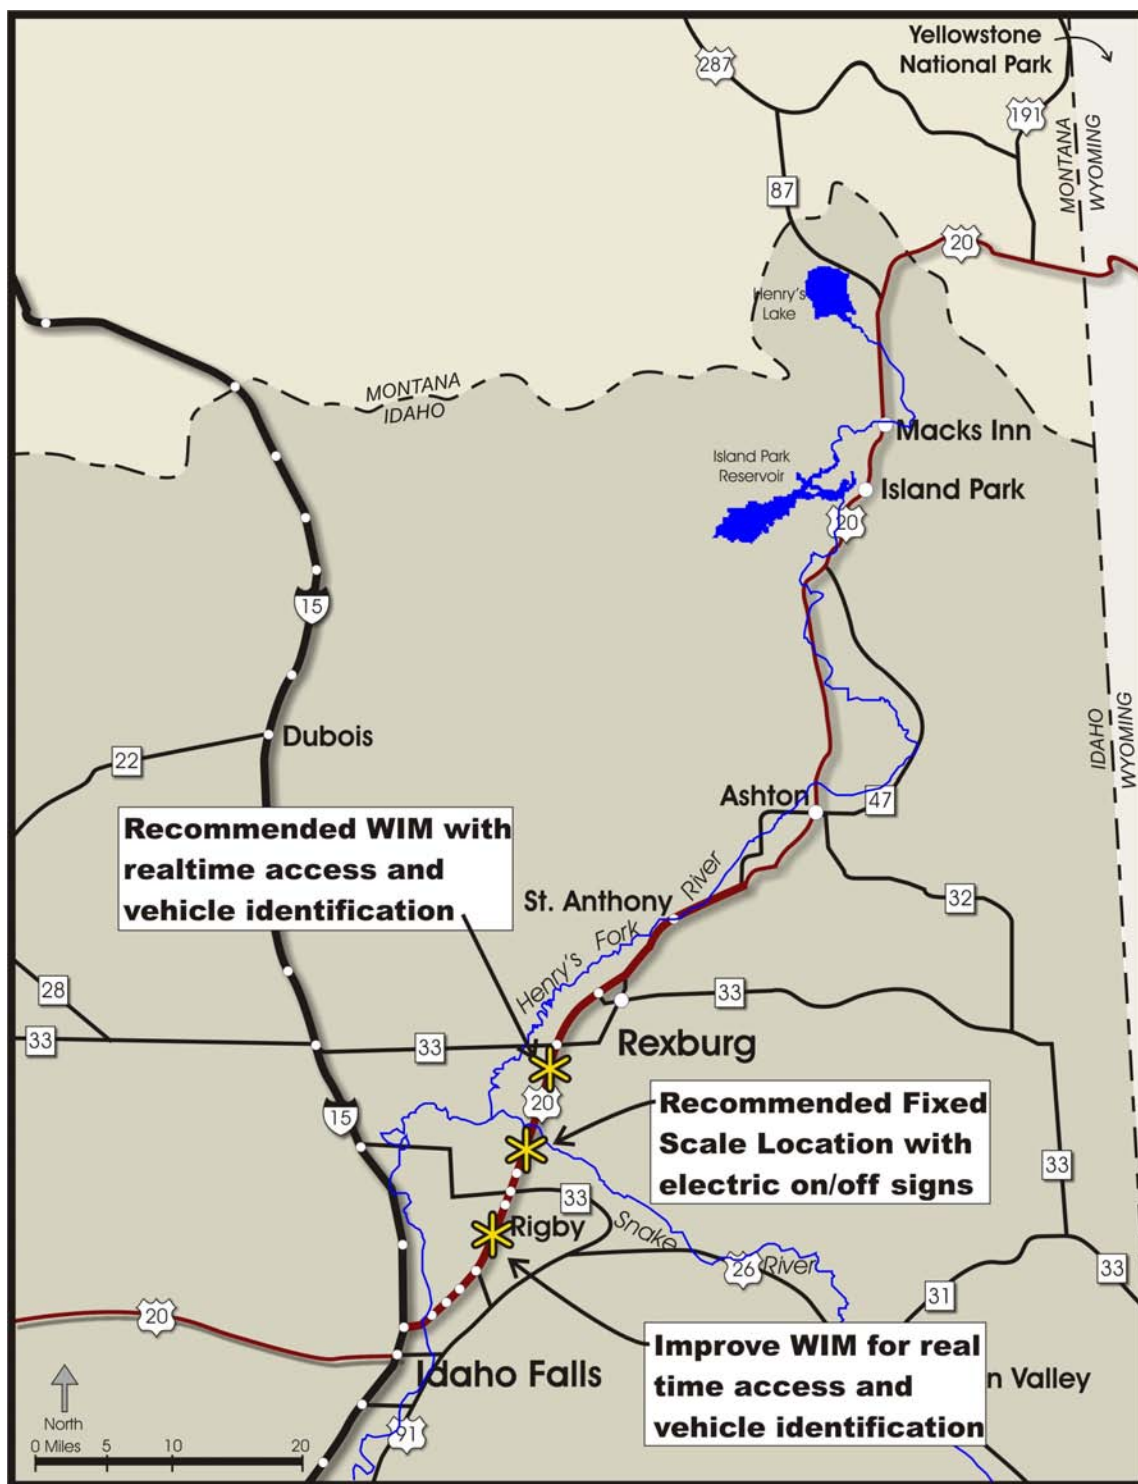 Yellowstone
National Park
287
191
MONTANA
WYOMING
87
20
Henry's
Lake
MONTANA
IDAHO
Macks Inn
Island Park
Reservoir
Island Park
20
15
IDAHO
WYOMING
Dubois
22
Ashton
47
Recommended WIM with
realtime access and
vehicle identification
St. Anthony
Henry's Fork River
32
28
33
33
33
Rexburg
20
Recommended Fixed
Scale Location with
electric on/off signs
15
33
33
Rigby
Snake River
26
33
31
20
Improve WIM for real
time access and
vehicle identification
n Valley
Idaho Falls
91
North
0 Miles 5 10 20